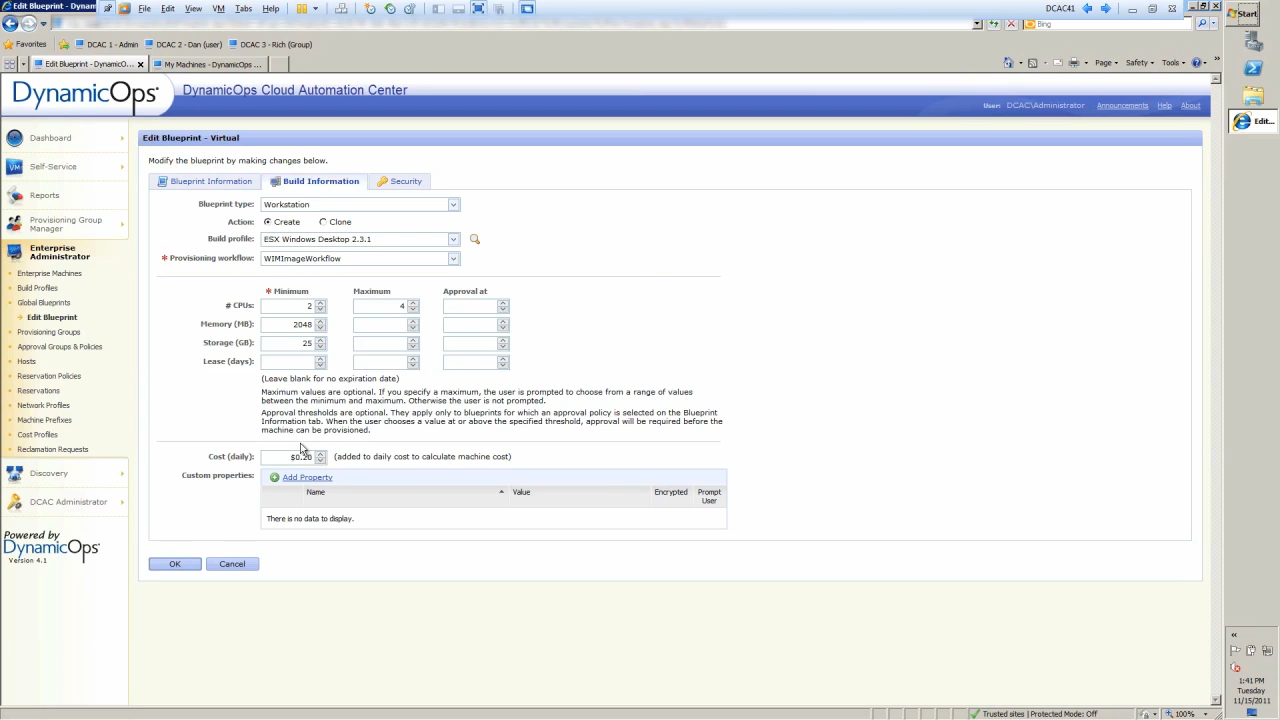 Edit Blueprint - Dynam
File
Edit
View
VM
Tabs
Help
DCAC41
Start
Bing
Favorites
DCAC 1 - Admin
DCAC 2 - Dan (user)
DCAC 3 - Rich (Group)
Edit Blueprint - DynamicO...
My Machines - DynamicOps ...
Page
Safety
Tools
DynamicOps
DynamicOps Cloud Automation Center
User: DCAC\Administrator
Announcements
Help
About
Edit...
Dashboard
Self-Service
Reports
Provisioning Group
Manager
Enterprise
Administrator
Enterprise Machines
Build Profiles
Global Blueprints
Edit Blueprint
Provisioning Groups
Approval Groups & Policies
Hosts
Reservation Policies
Reservations
Network Profiles
Machine Prefixes
Cost Profiles
Reclamation Requests
Discovery
DCAC Administrator
Powered by
DynamicOps
Version 4.1
Edit Blueprint - Virtual
Modify the blueprint by making changes below.
Blueprint Information
Build Information
Security
Blueprint type: Workstation
Action: Create Clone
Build profile: ESX Windows Desktop 2.3.1
* Provisioning workflow: WIMImageWorkflow
* Minimum Maximum Approval at
# CPUs: 2 4
Memory (MB): 2048
Storage (GB): 25
Lease (days):
(Leave blank for no expiration date)
Maximum values are optional. If you specify a maximum, the user is prompted to choose from a range of values
between the minimum and maximum. Otherwise the user is not prompted.
Approval thresholds are optional. They apply only to blueprints for which an approval policy is selected on the Blueprint
Information tab. When the user chooses a value at or above the specified threshold, approval will be required before the
machine can be provisioned.
Cost (daily): $0.20 (added to daily cost to calculate machine cost)
Custom properties: Add Property
Name Value Encrypted Prompt
User
There is no data to display.
OK
Cancel
1:41 PM
Tuesday
11/15/2011
Trusted sites | Protected Mode: Off
100%